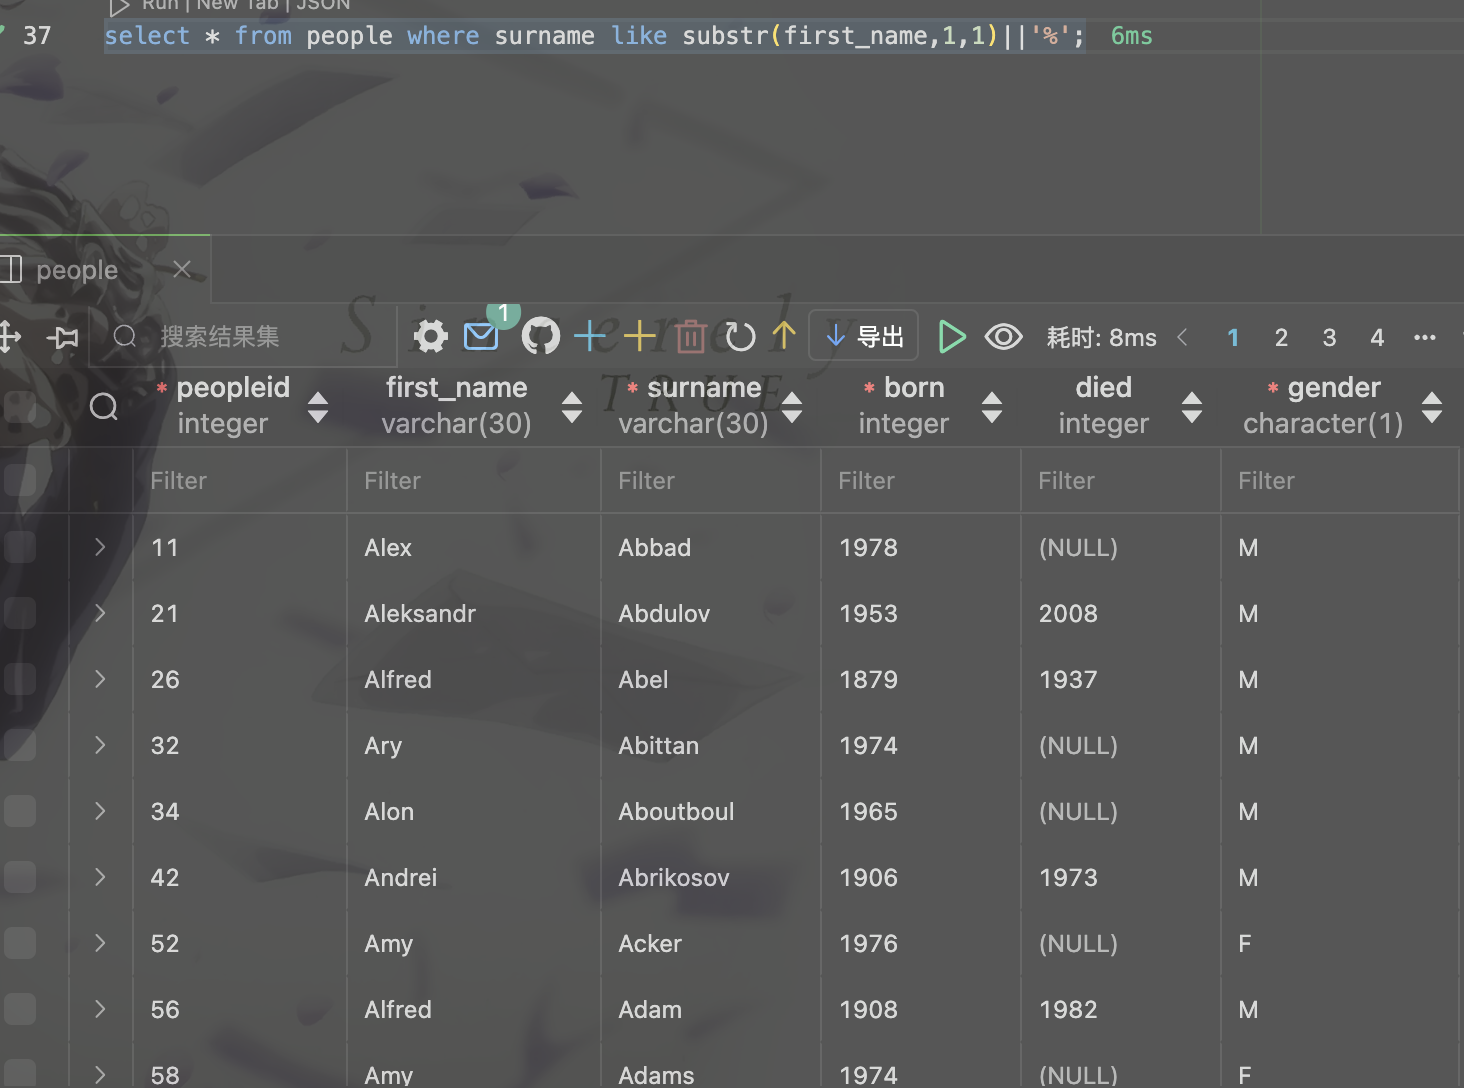 Run | New Tab | JSON
37 select * from people where surname like substr(first_name,1,1)||'%'; 6ms
people
搜索结果集 1 导出 耗时: 8ms 1 2 3 4 ...
Sincerely
TRUE
* peopleid first_name * surname * born died * gender
integer varchar(30) varchar(30) integer integer character(1)
Filter Filter Filter Filter Filter Filter
11 Alex Abbad 1978 (NULL) M
21 Aleksandr Abdulov 1953 2008 M
26 Alfred Abel 1879 1937 M
32 Ary Abittan 1974 (NULL) M
34 Alon Aboutboul 1965 (NULL) M
42 Andrei Abrikosov 1906 1973 M
52 Amy Acker 1976 (NULL) F
56 Alfred Adam 1908 1982 M
58 Amy Adams 1974 (NULL) F